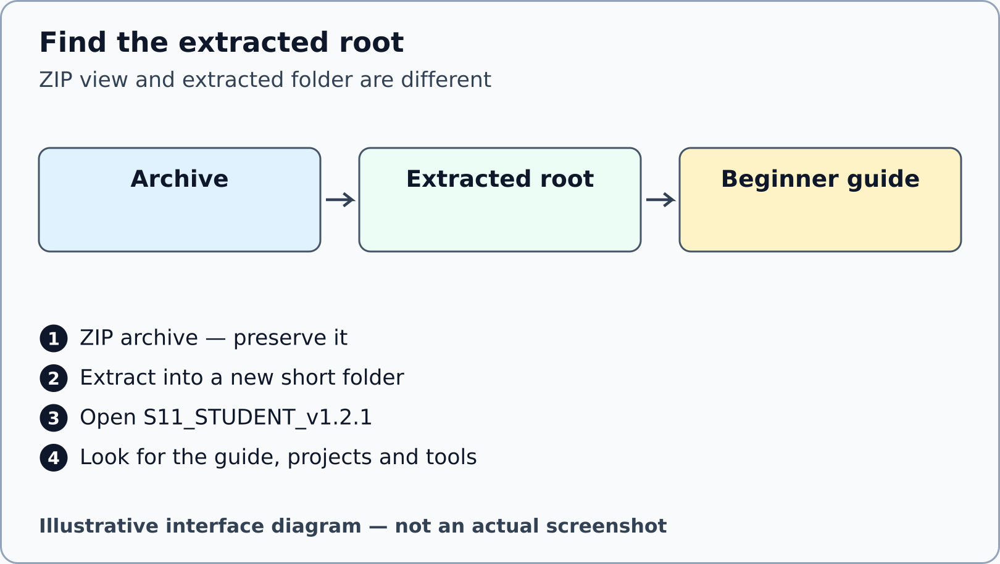 Find the extracted root
ZIP view and extracted folder are different
Archive
Extracted root
Beginner guide
1 ZIP archive — preserve it
2 Extract into a new short folder
3 Open S11_STUDENT_v1.2.1
4 Look for the guide, projects and tools
Illustrative interface diagram — not an actual screenshot